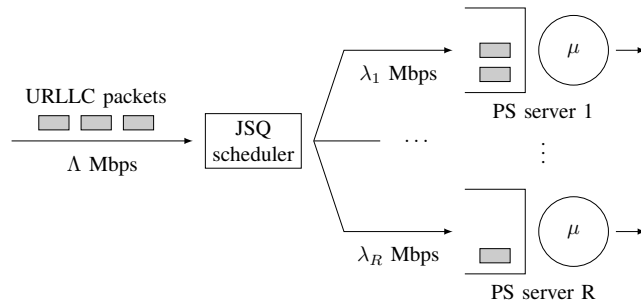 URLLC packets
Λ Mbps
JSQ
scheduler
λ1 Mbps
μ
PS server 1
...
λR Mbps
μ
PS server R